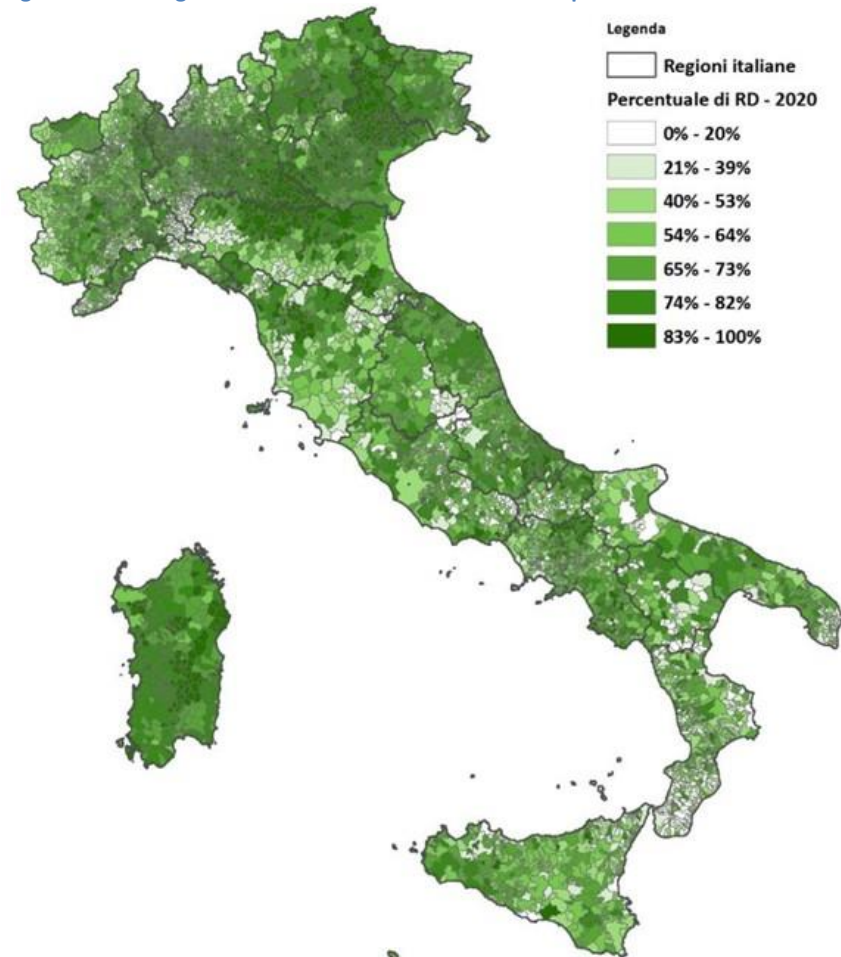 Legenda
Regioni italiane
Percentuale di RD - 2020
0% - 20%
21% - 39%
40% - 53%
54% - 64%
65% - 73%
74% - 82%
83% - 100%